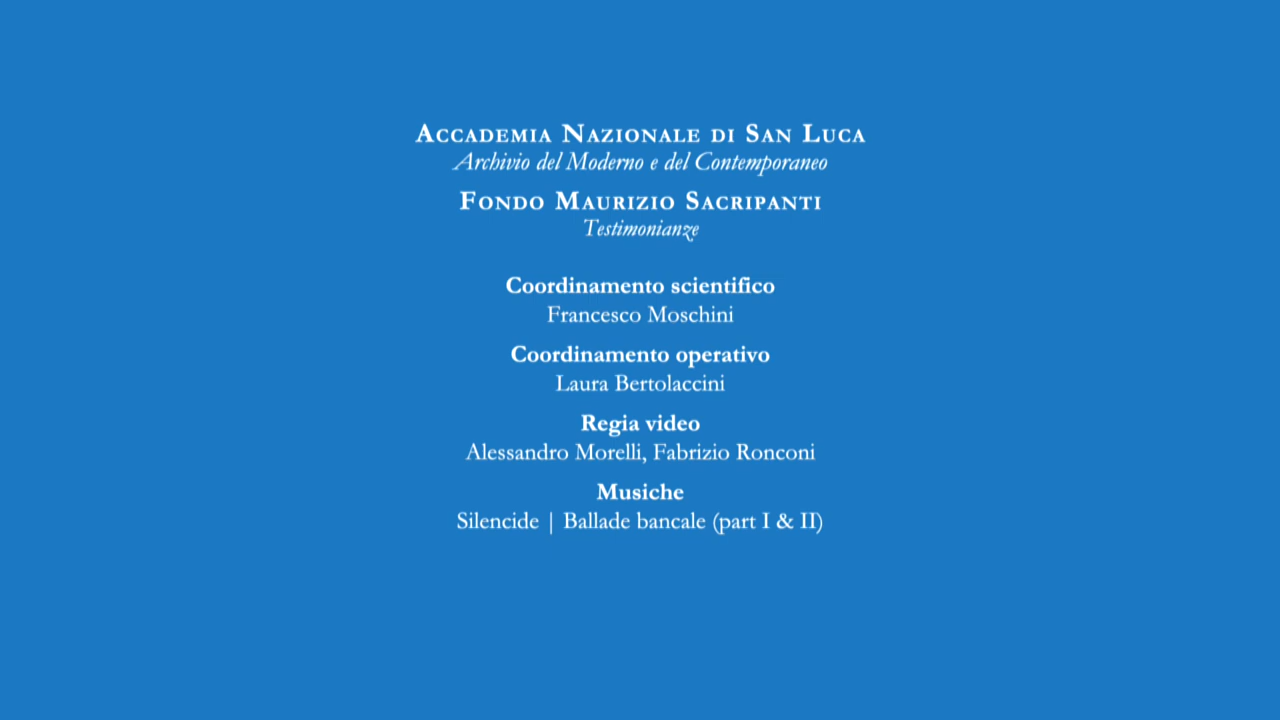 Accademia Nazionale di San Luca
Archivio del Moderno e del Contemporaneo
Fondo Maurizio Sacripanti
Testimonianze
Coordinamento scientifico
Francesco Moschini
Coordinamento operativo
Laura Bertolaccini
Regia video
Alessandro Morelli, Fabrizio Ronconi
Musiche
Silencide | Ballade bancale (part I & II)